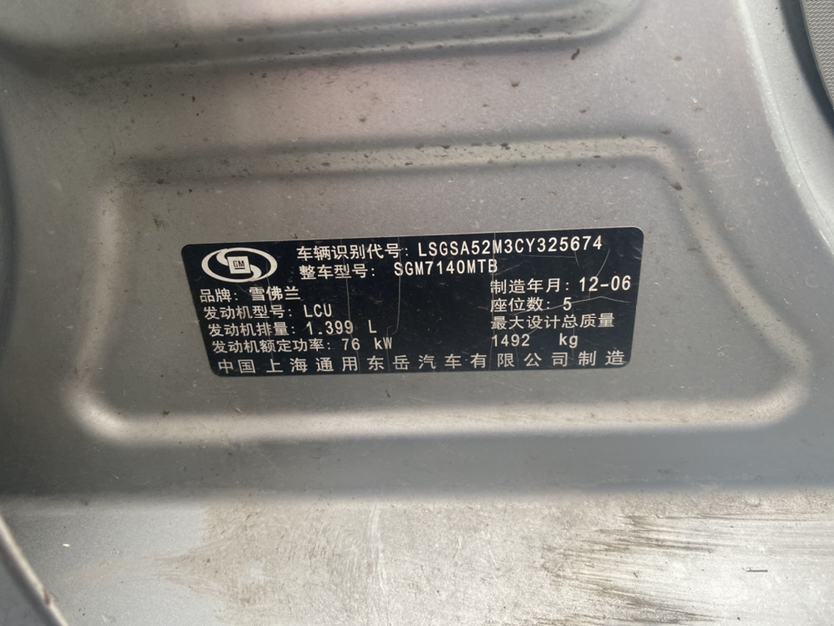 GM
车辆识别代号: LSGSA52M3CY325674
整车型号: SGM7140MTB
品牌: 雪佛兰
制造年月: 12-06
发动机型号: LCU
座位数: 5
发动机排量: 1.399 L
最大设计总质量
发动机额定功率: 76 kW
1492 kg
中国上海通用东岳汽车有限公司制造